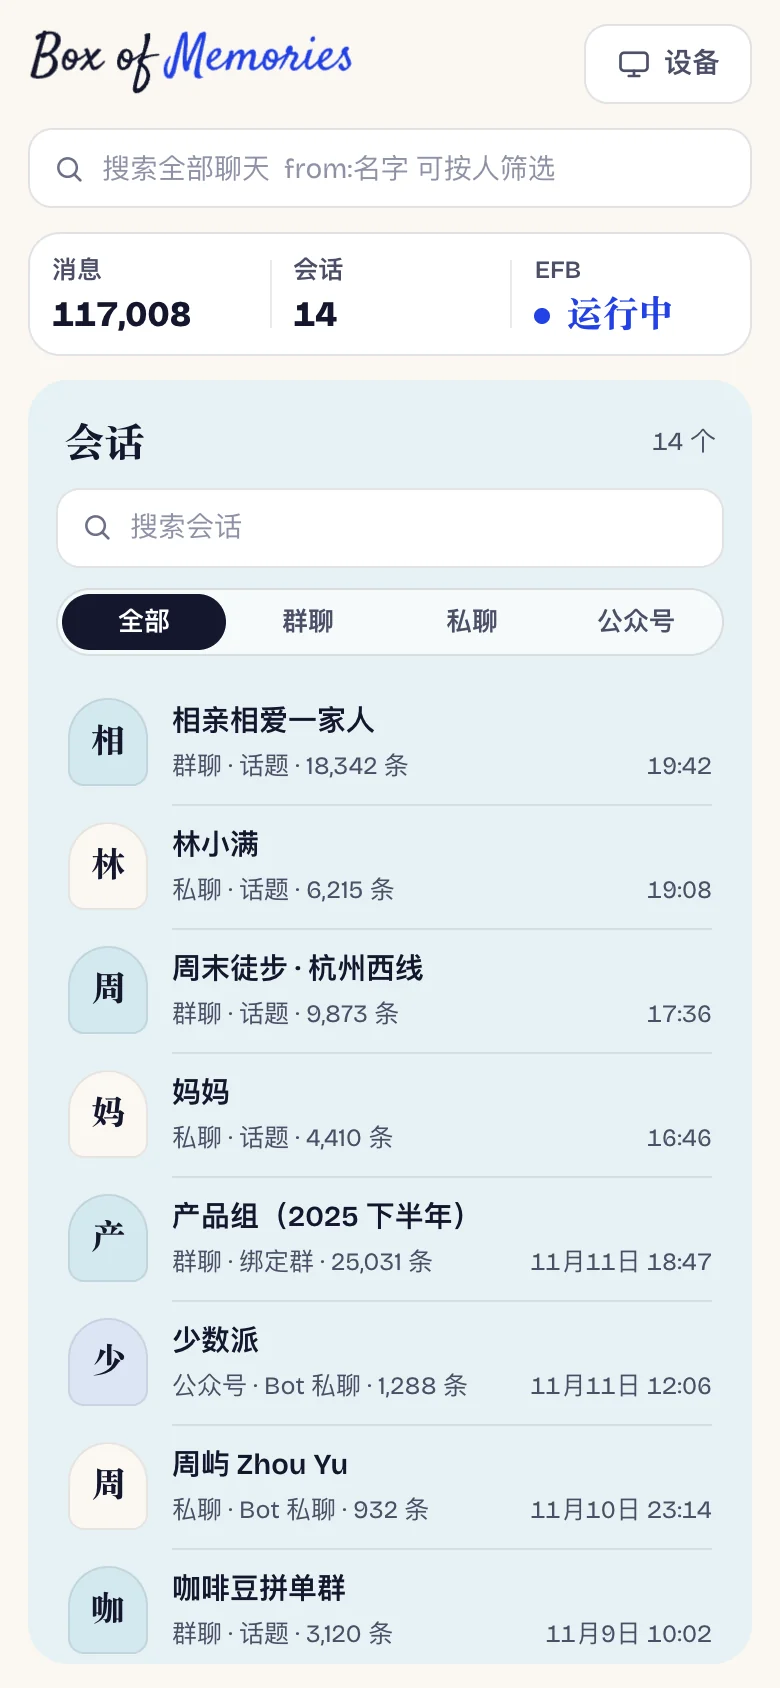 Box of Memories
设备
搜索全部聊天 from:名字 可按人筛选
消息 会话 EFB
117,008 14 运行中
会话 14 个
搜索会话
全部 群聊 私聊 公众号
相 相亲相爱一家人
群聊 · 话题 · 18,342 条 19:42
林 林小满
私聊 · 话题 · 6,215 条 19:08
周 周末徒步 · 杭州西线
群聊 · 话题 · 9,873 条 17:36
妈 妈妈
私聊 · 话题 · 4,410 条 16:46
产 产品组（2025 下半年）
群聊 · 绑定群 · 25,031 条 11月11日 18:47
少 少数派
公众号 · Bot 私聊 · 1,288 条 11月11日 12:06
周 周屿 Zhou Yu
私聊 · Bot 私聊 · 932 条 11月10日 23:14
咖 咖啡豆拼单群
群聊 · 话题 · 3,120 条 11月9日 10:02